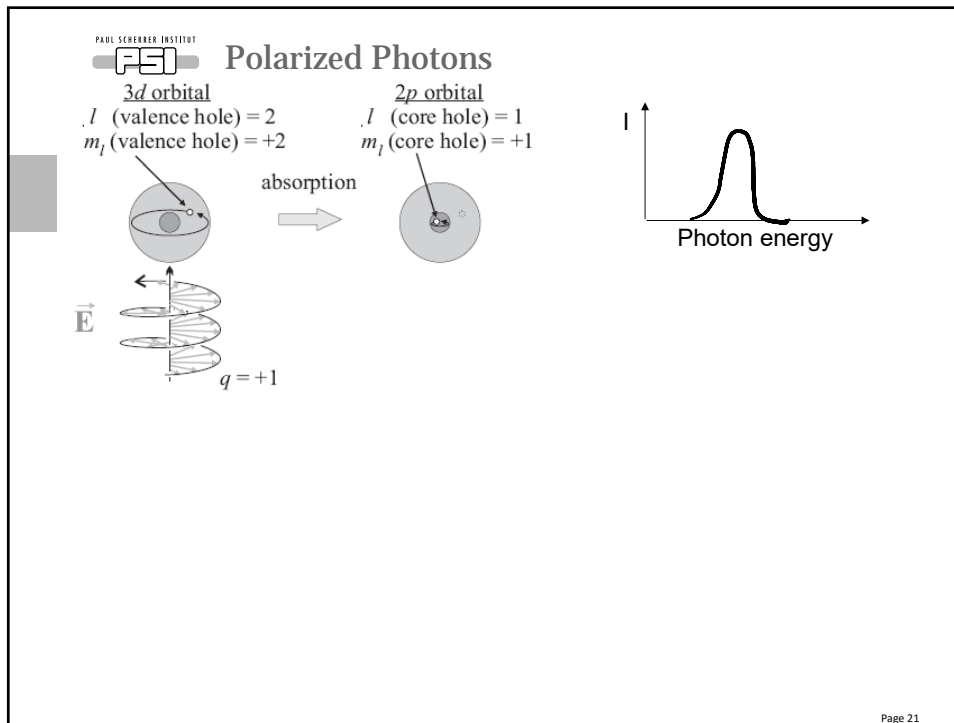 PAUL SCHERRER INSTITUT
PSI
Polarized Photons
3d orbital
.l (valence hole) = 2
m_l (valence hole) = +2
absorption
2p orbital
.l (core hole) = 1
m_l (core hole) = +1
I
Photon energy
E
q = +1
Page 21